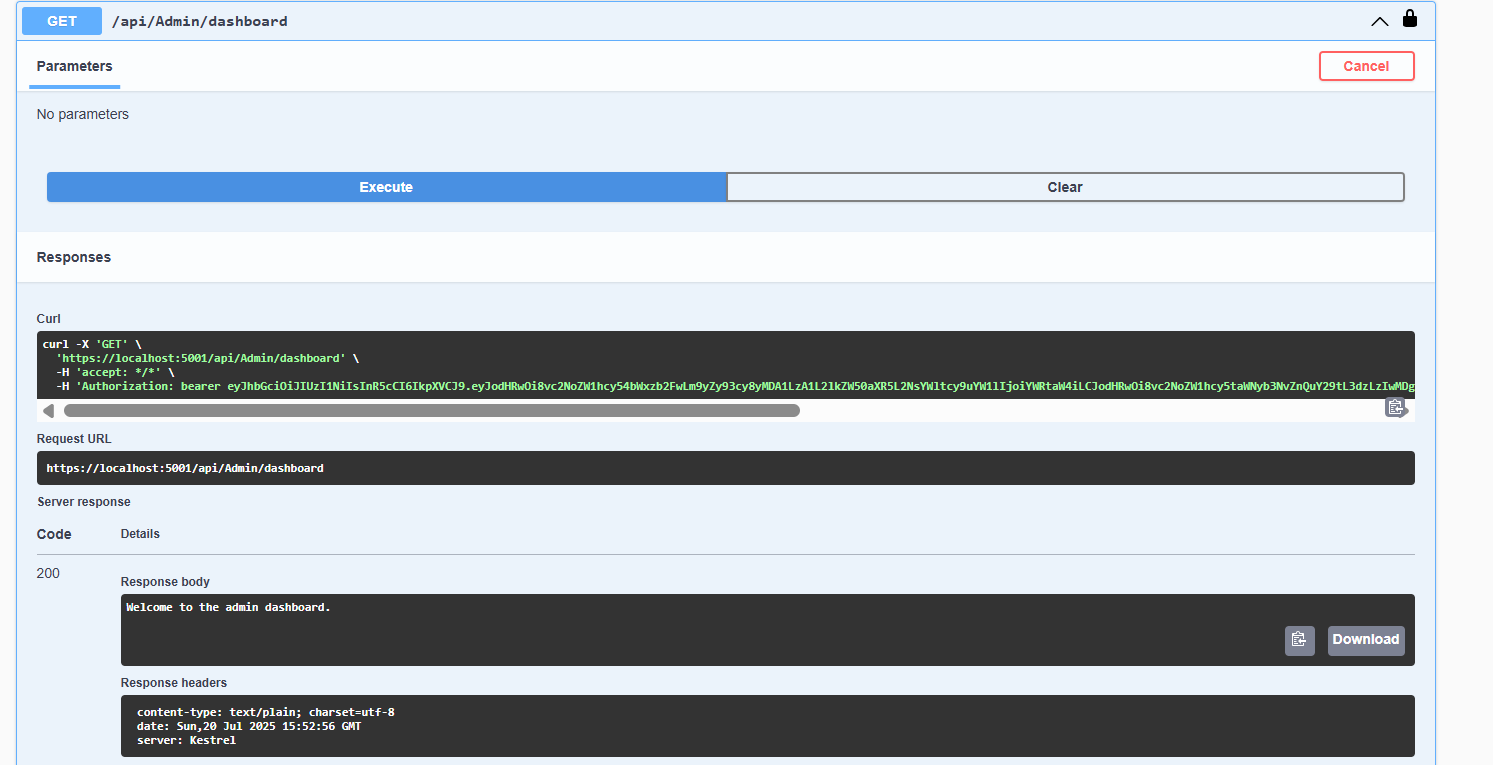 GET /api/Admin/dashboard
Parameters
Cancel
No parameters
Execute
Clear
Responses
Curl
curl -X 'GET' \
'https://localhost:5001/api/Admin/dashboard' \
-H 'accept: */*' \
-H 'Authorization: bearer eyJhbGciOiJIUzI1NiIsInR5cCI6IkpXVCJ9.eyJodHRwOi8vc2NoZW1hcy54bWxzb2FwLm9yZy93cy8yMDA1LzA1L2lkZW50aXR5L2NsYWltcy9uYW1lIjoiYWRtaW4iLCJodHRwOi8vc2NoZW1hcy5taWNyb3NvZnQuY29tL3dzLzIwMDg
Request URL
https://localhost:5001/api/Admin/dashboard
Server response
Code
Details
200
Response body
Welcome to the admin dashboard.
Download
Response headers
content-type: text/plain; charset=utf-8
date: Sun,20 Jul 2025 15:52:56 GMT
server: Kestrel